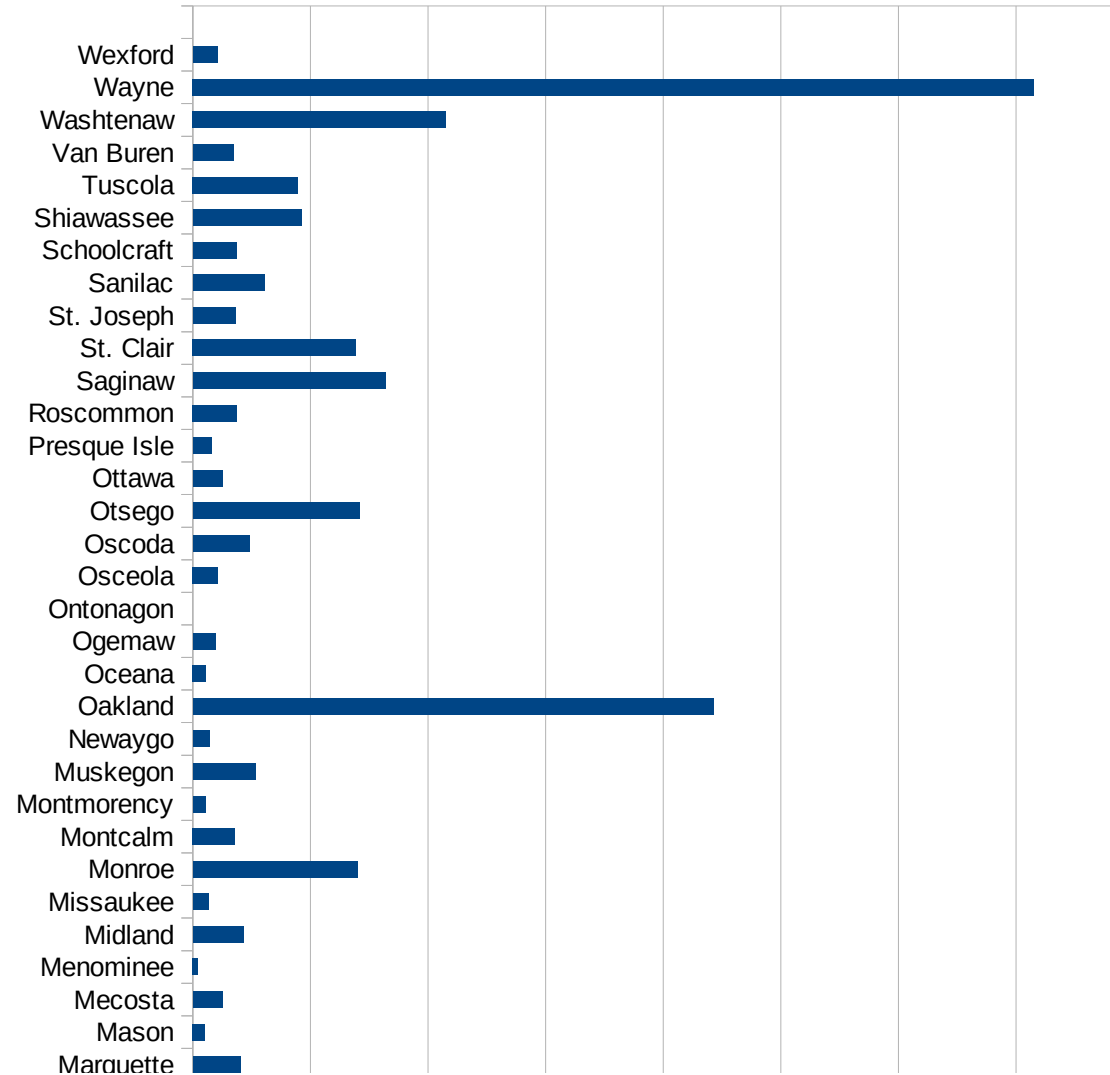 Wexford
Wayne
Washtenaw
Van Buren
Tuscola
Shiawassee
Schoolcraft
Sanilac
St. Joseph
St. Clair
Saginaw
Roscommon
Presque Isle
Ottawa
Otsego
Oscoda
Osceola
Ontonagon
Ogemaw
Oceana
Oakland
Newaygo
Muskegon
Montmorency
Montcalm
Monroe
Missaukee
Midland
Menominee
Mecosta
Mason
Marquette